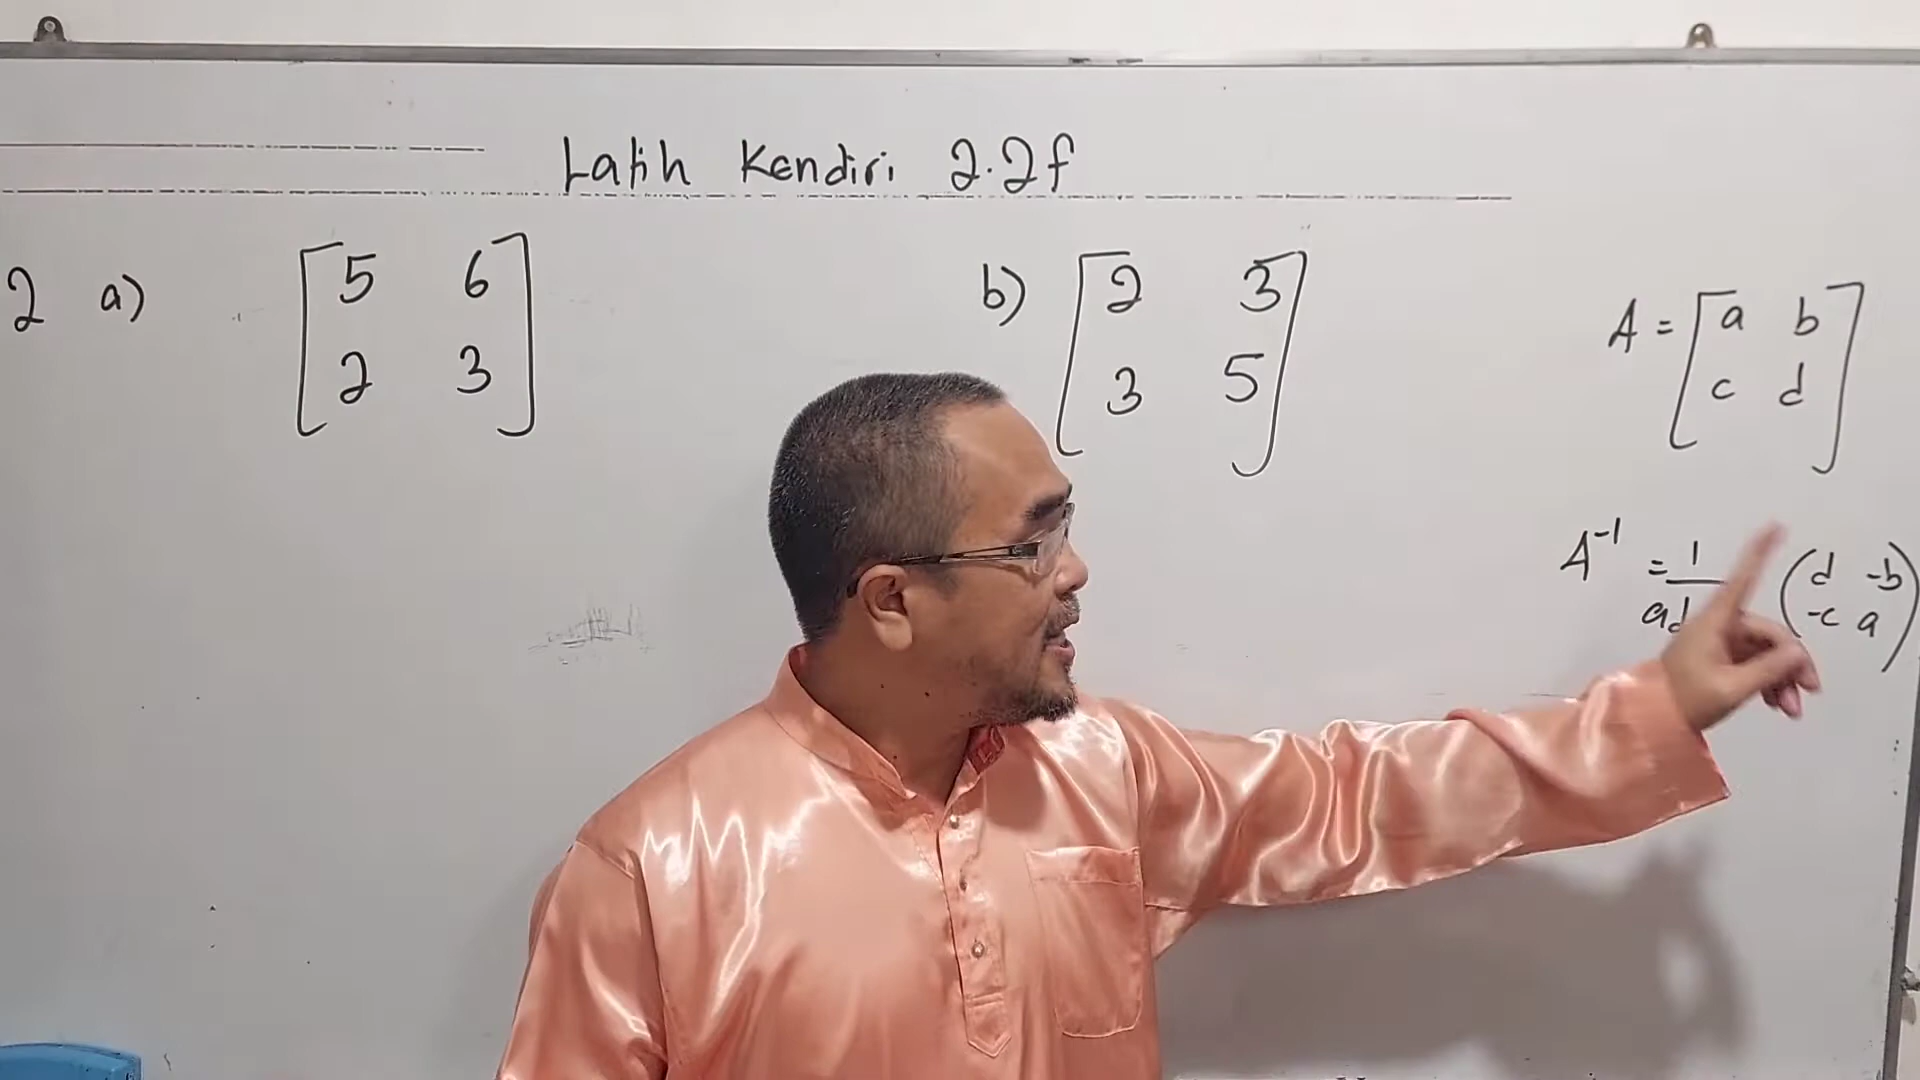 Latih Kendiri 2.2f
2 a) [5 6
2 3]
b) [2 3
3 5]
A = [a b
c d]
A⁻¹ = 1/ad (d -b
-c a)